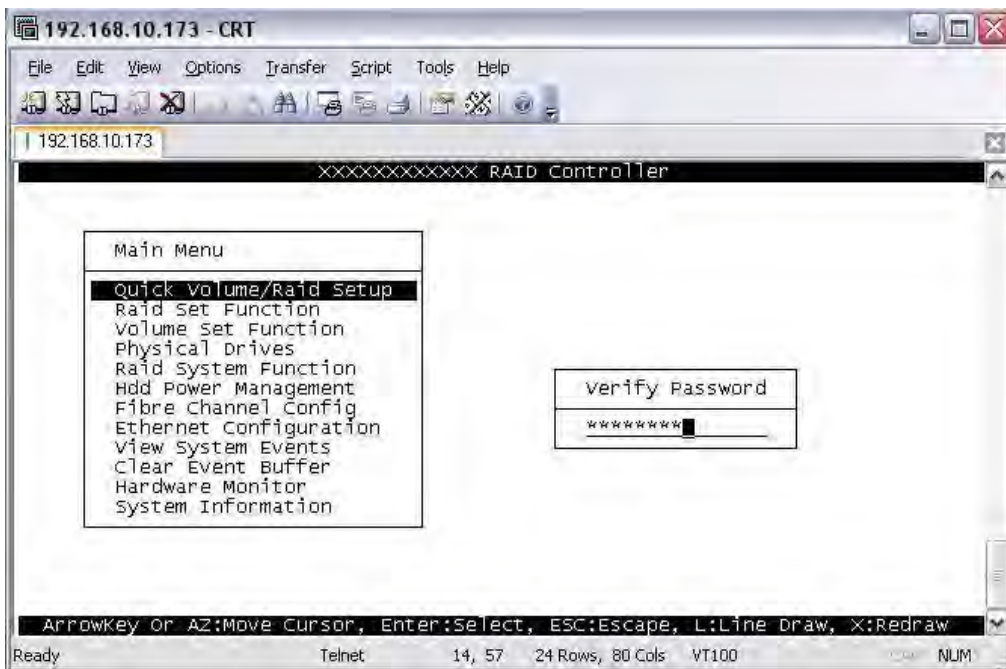 192.168.10.173 - CRT
File Edit View Options Transfer Script Tools Help
192.168.10.173
XXXXXXXXXXXX RAID Controller
Main Menu
Quick Volume/Raid Setup
Raid Set Function
Volume Set Function
Physical Drives
Raid System Function
Hdd Power Management
Fibre Channel Config
Ethernet Configuration
View System Events
Clear Event Buffer
Hardware Monitor
System Information
Verify Password
********
ArrowKey Or AZ:Move Cursor, Enter:Select, ESC:Escape, L:Line Draw, X:Redraw
Ready Telnet 14, 57 24 Rows, 80 Cols VT100 NUM